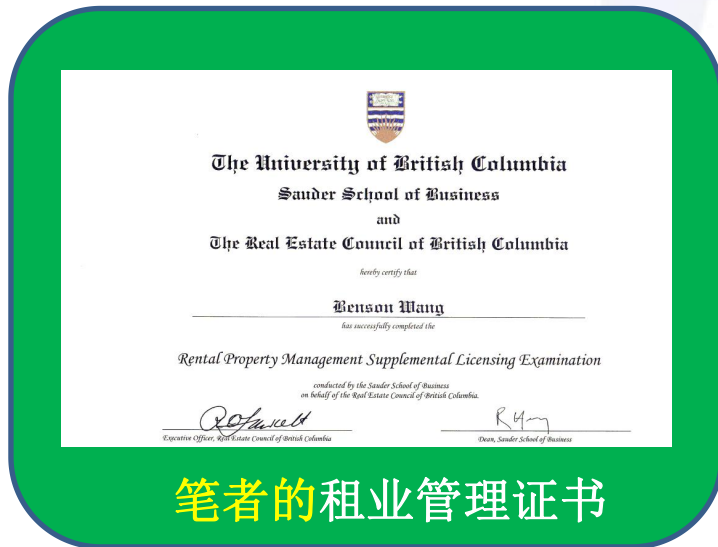 The University of British Columbia
Sauder School of Business
and
The Real Estate Council of British Columbia
hereby certify that
Benson Wang
has successfully completed the
Rental Property Management Supplemental Licensing Examination
conducted by the Sauder School of Business
on behalf of the Real Estate Council of British Columbia.
Executive Officer, Real Estate Council of British Columbia
Dean, Sauder School of Business
笔者的租业管理证书